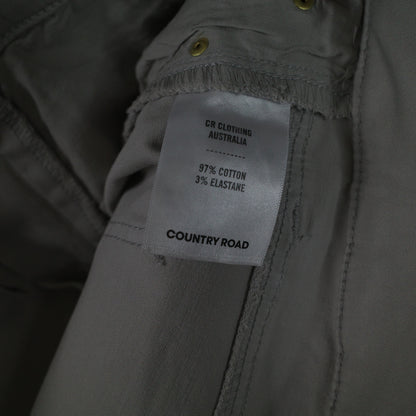 CR CLOTHING
AUSTRALIA
----------
97% COTTON
3% ELASTANE
COUNTRY ROAD